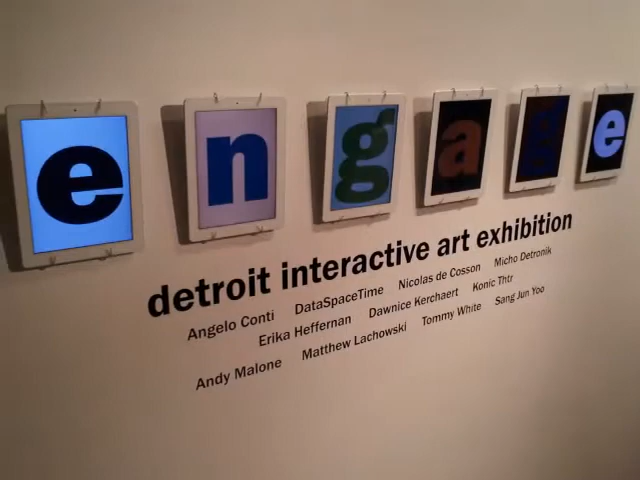 engage
detroit interactive art exhibition
Angelo Conti DataSpaceTime Nicolas de Cosson Micho Detronik
Erika Heffernan Dawnice Kerchaert Konic Thtr
Andy Malone Matthew Lachowski Tommy White Sang Jun Yoo